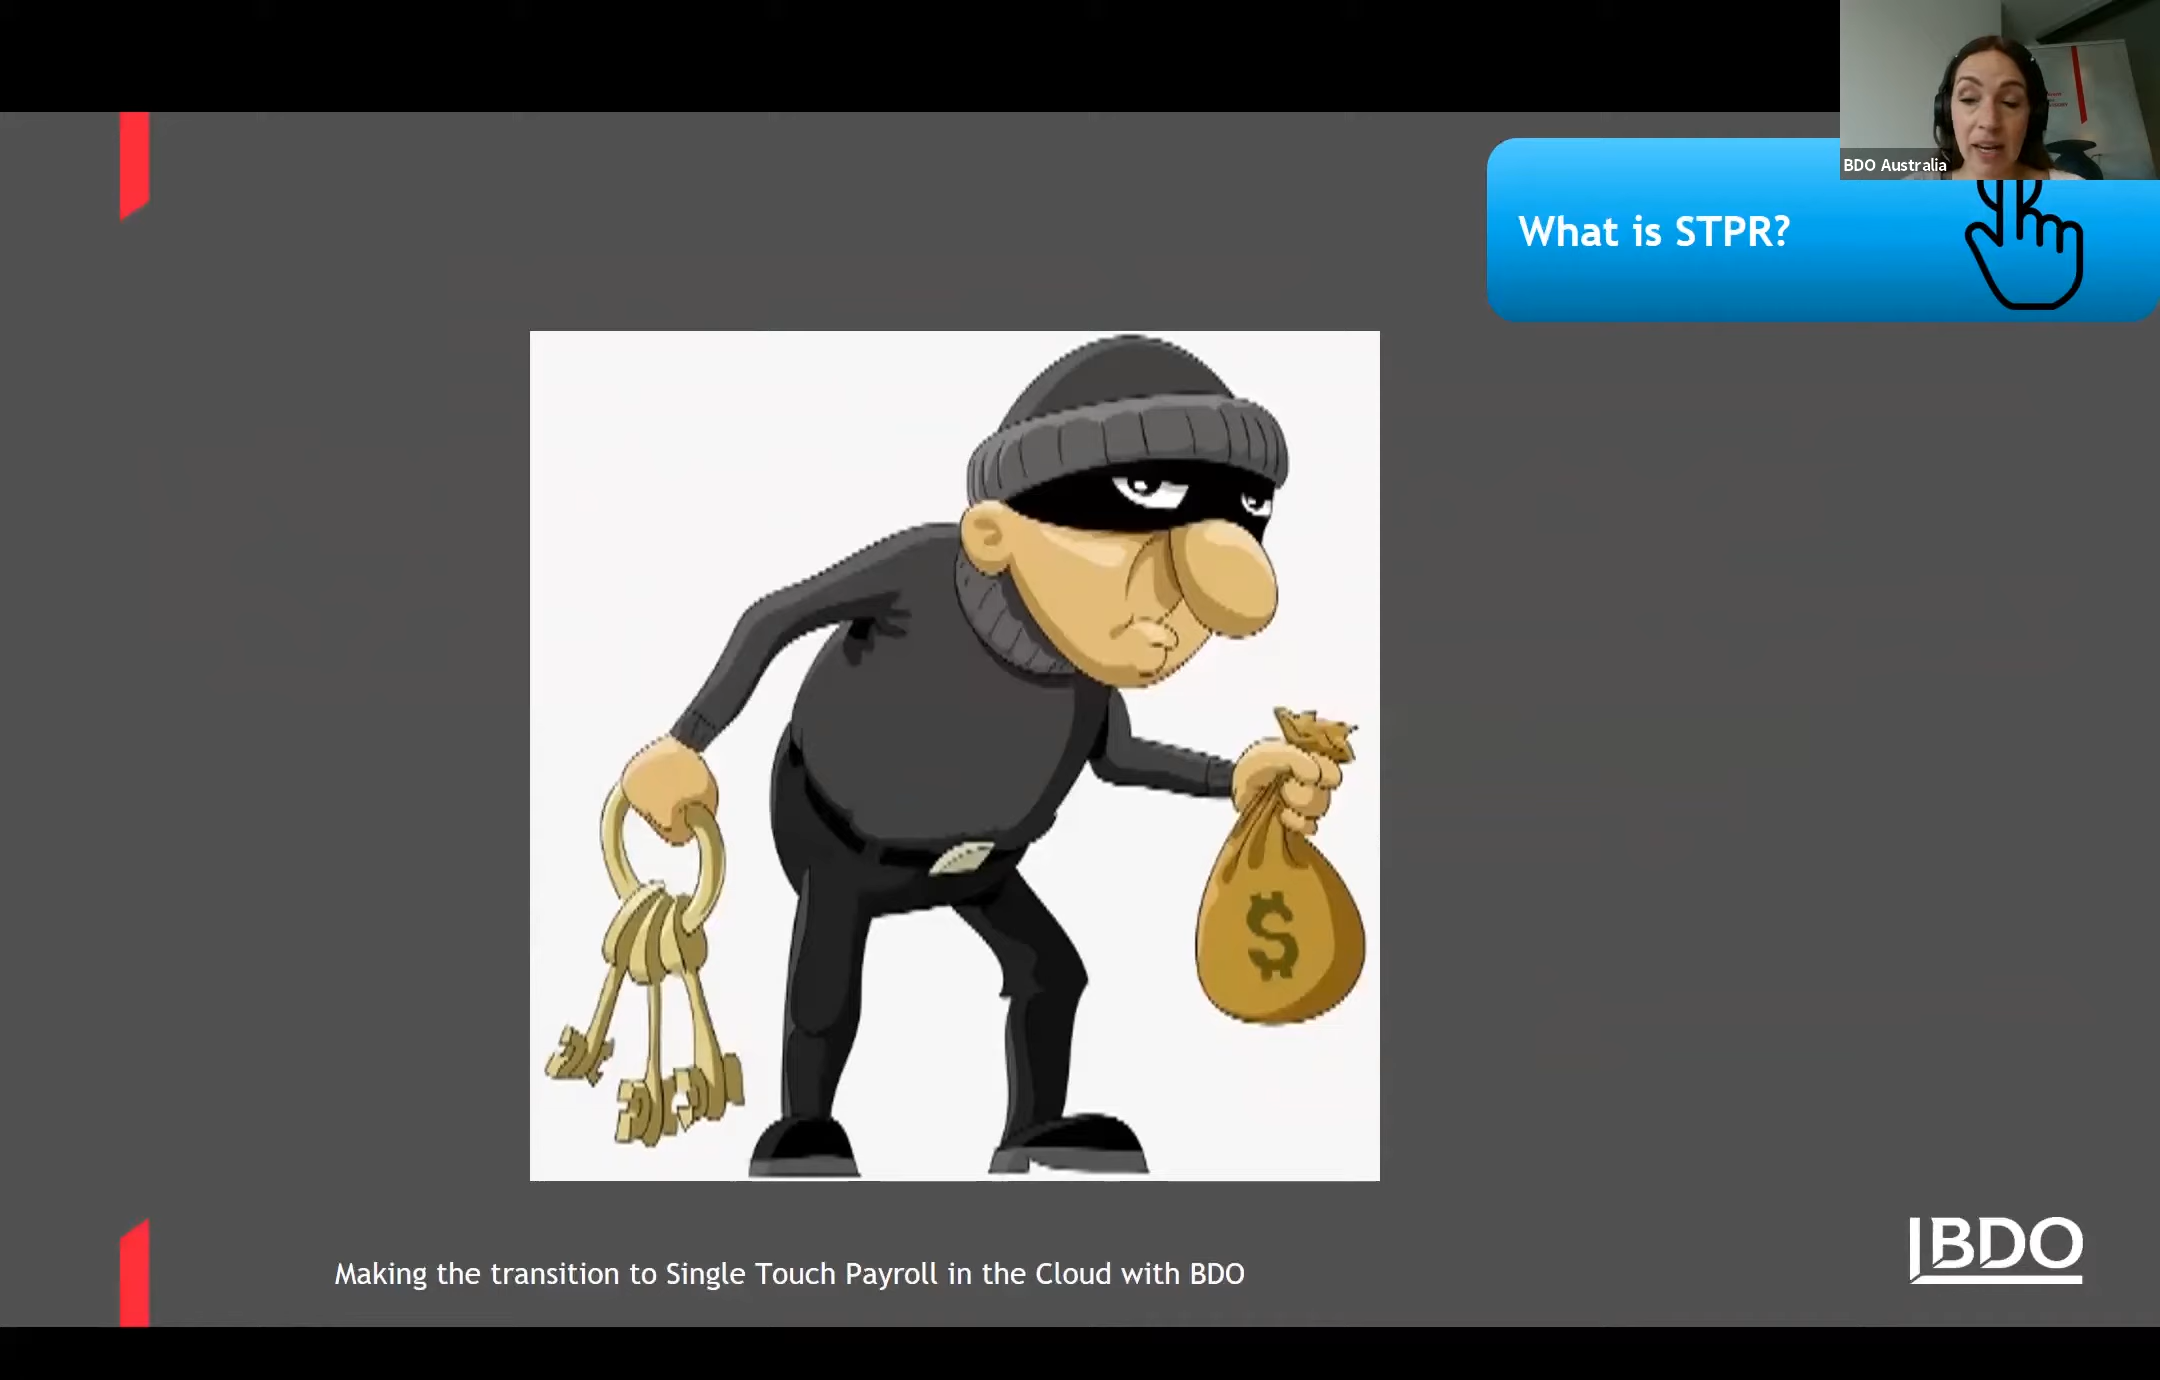 BDO Australia
What is STPR?
$
Making the transition to Single Touch Payroll in the Cloud with BDO
BDO